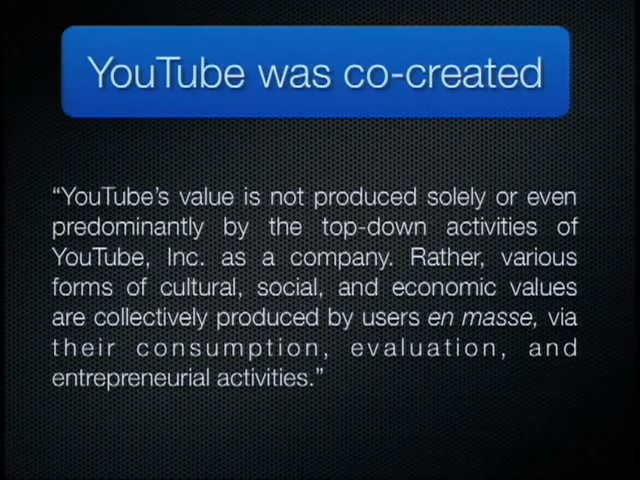 YouTube was co-created
“YouTube’s value is not produced solely or even
predominantly by the top-down activities of
YouTube, Inc. as a company. Rather, various
forms of cultural, social, and economic values
are collectively produced by users en masse, via
their consumption, evaluation, and
entrepreneurial activities.”